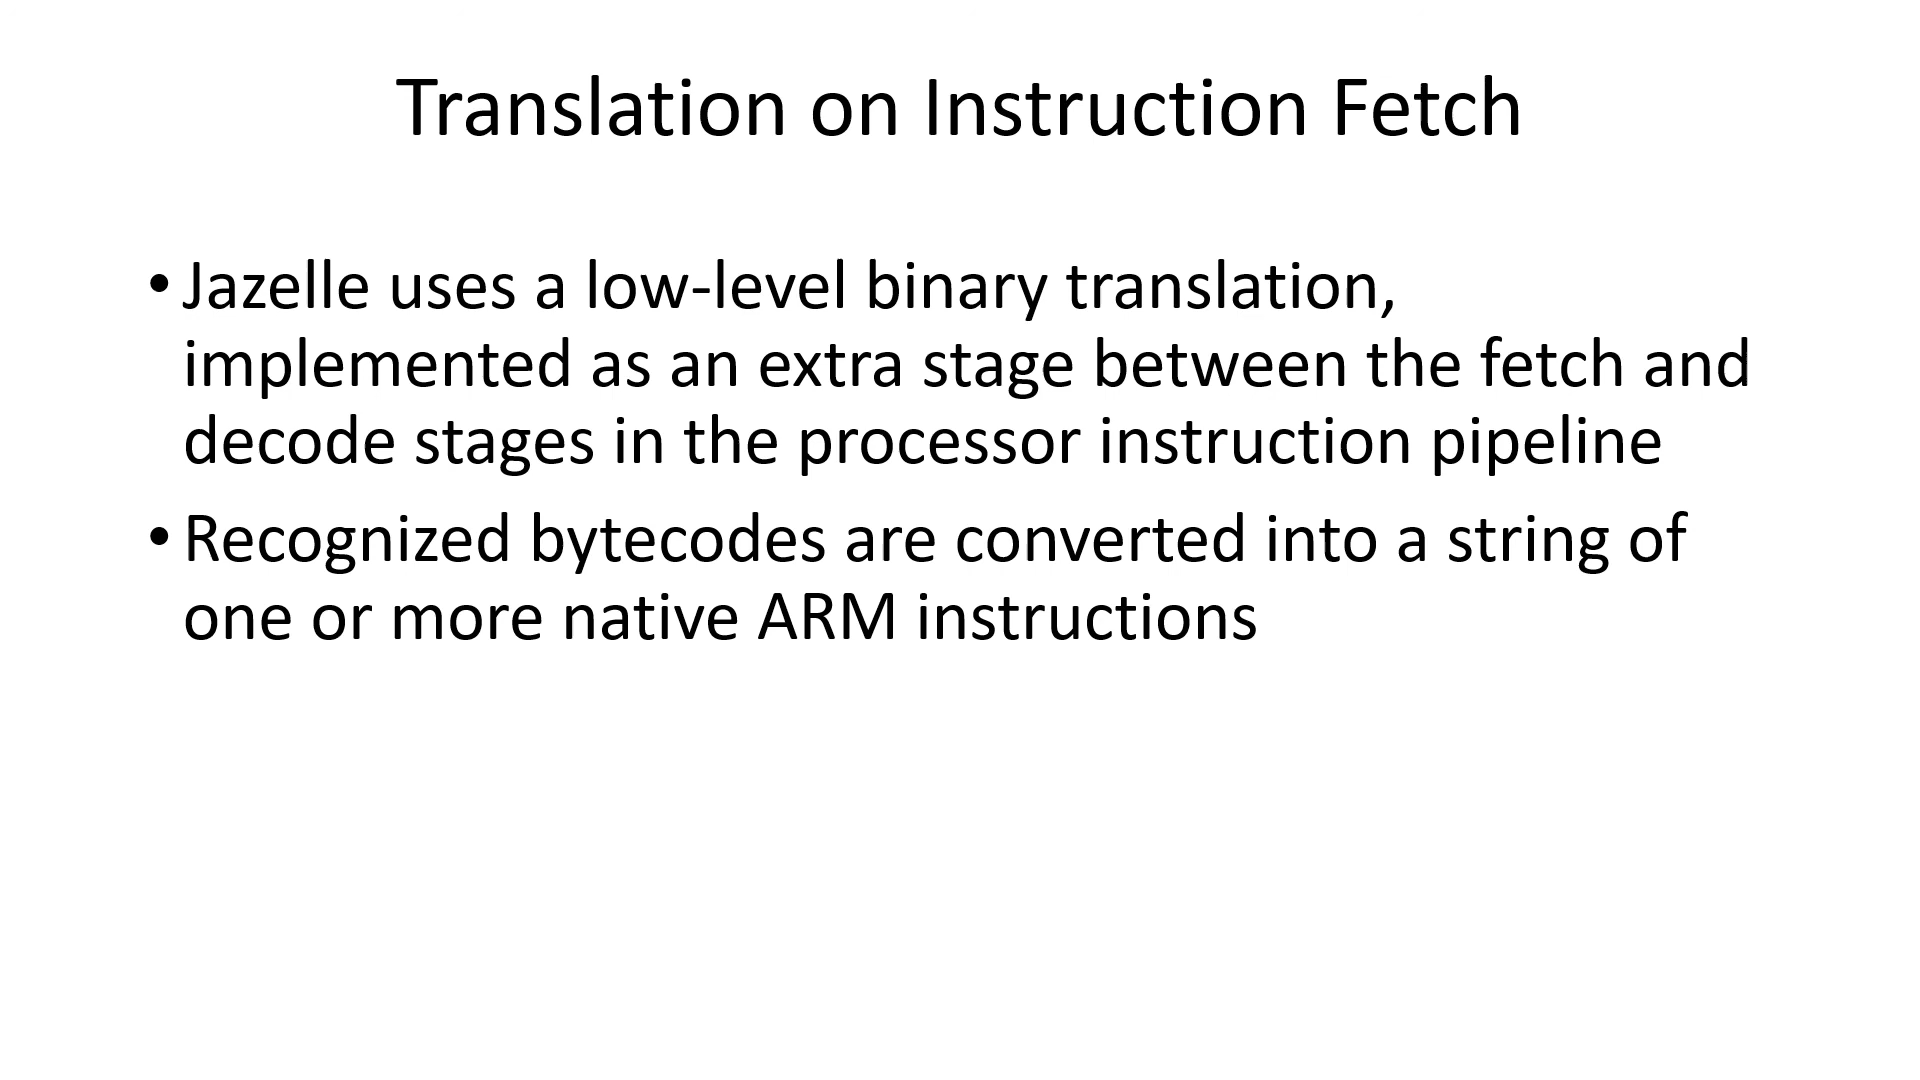 Translation on Instruction Fetch
• Jazelle uses a low-level binary translation,
implemented as an extra stage between the fetch and
decode stages in the processor instruction pipeline
• Recognized bytecodes are converted into a string of
one or more native ARM instructions